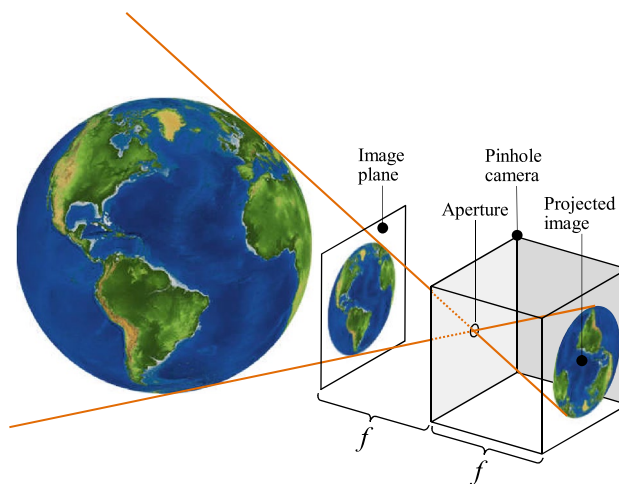 Image
plane
Pinhole
camera
Aperture
Projected
image
f
f